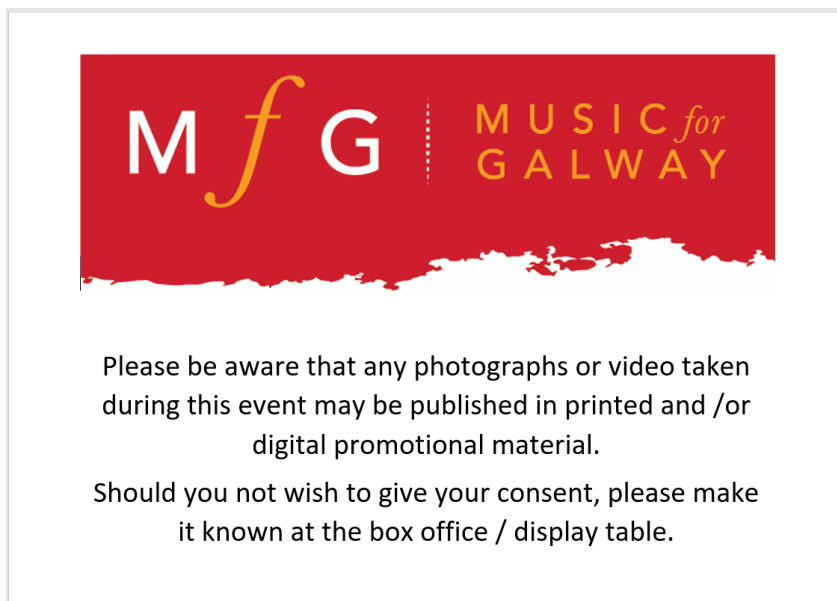 MfG
MUSIC for
GALWAY
Please be aware that any photographs or video taken
during this event may be published in printed and /or
digital promotional material.
Should you not wish to give your consent, please make
it known at the box office / display table.